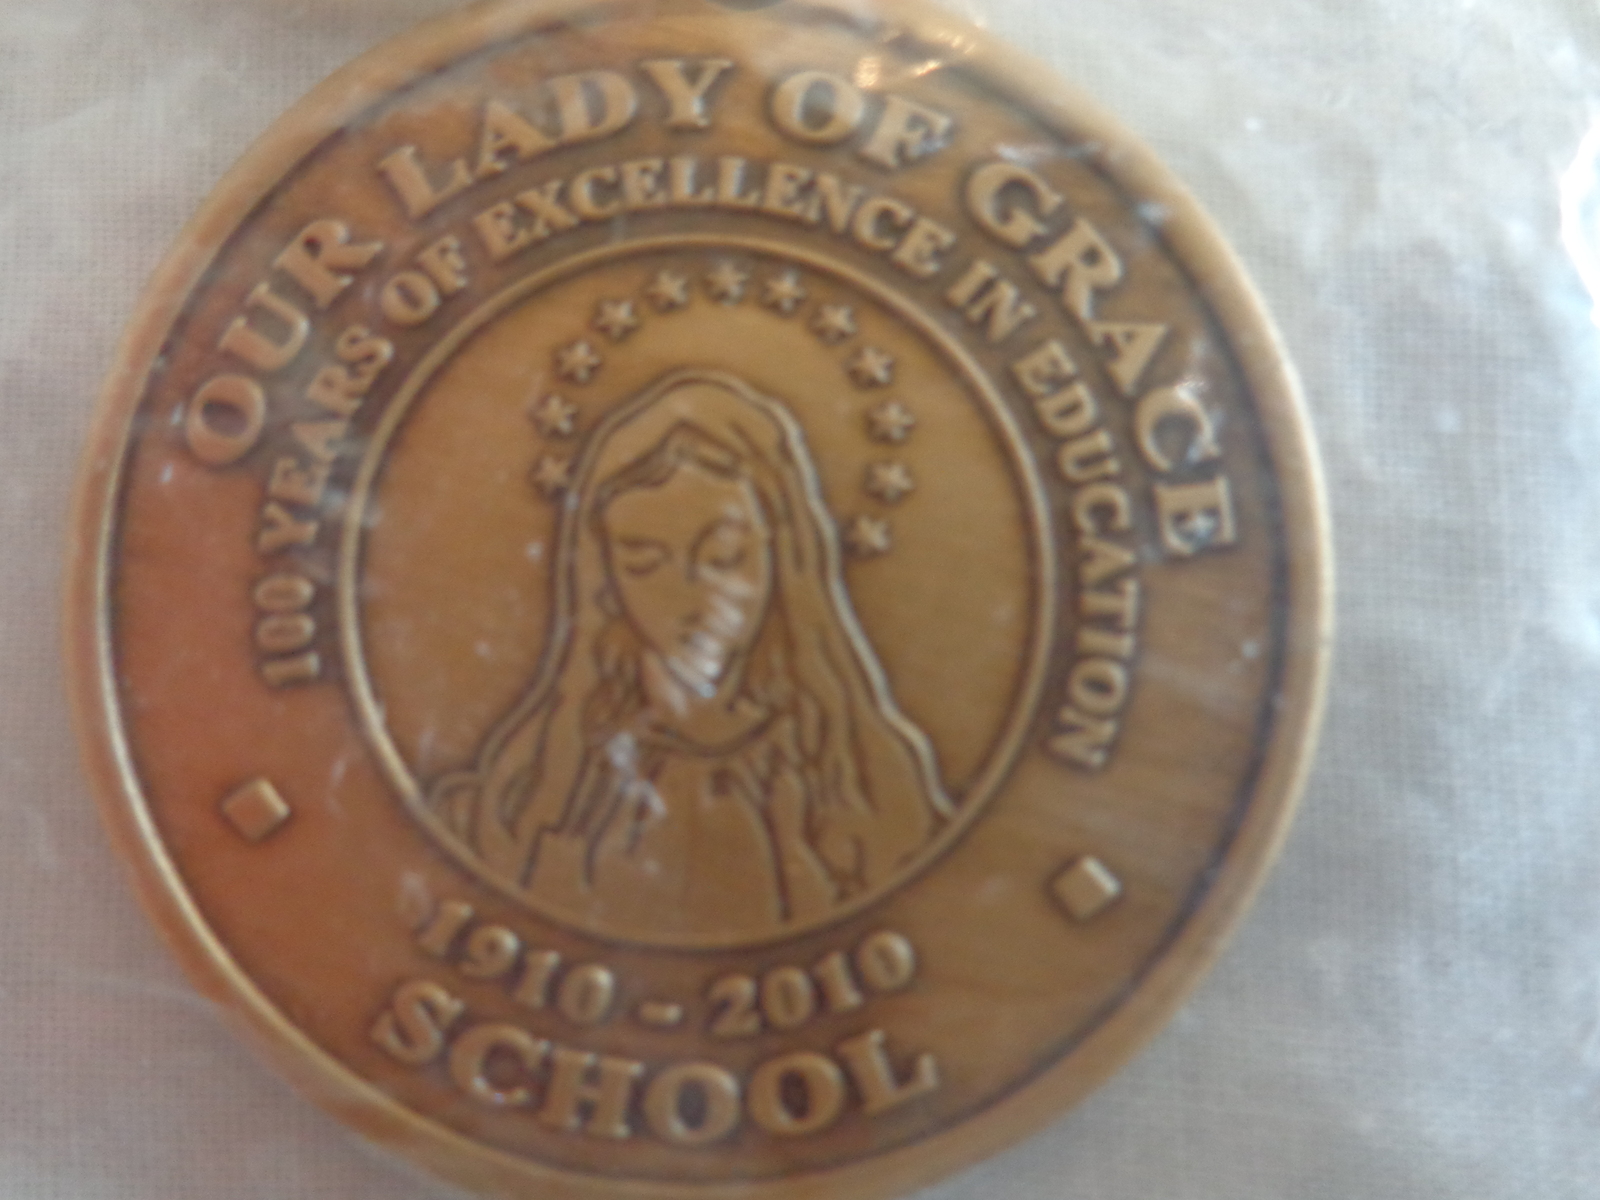 OUR LADY OF GRACE
100 YEARS OF EXCELLENCE IN EDUCATION
1910 - 2010
SCHOOL